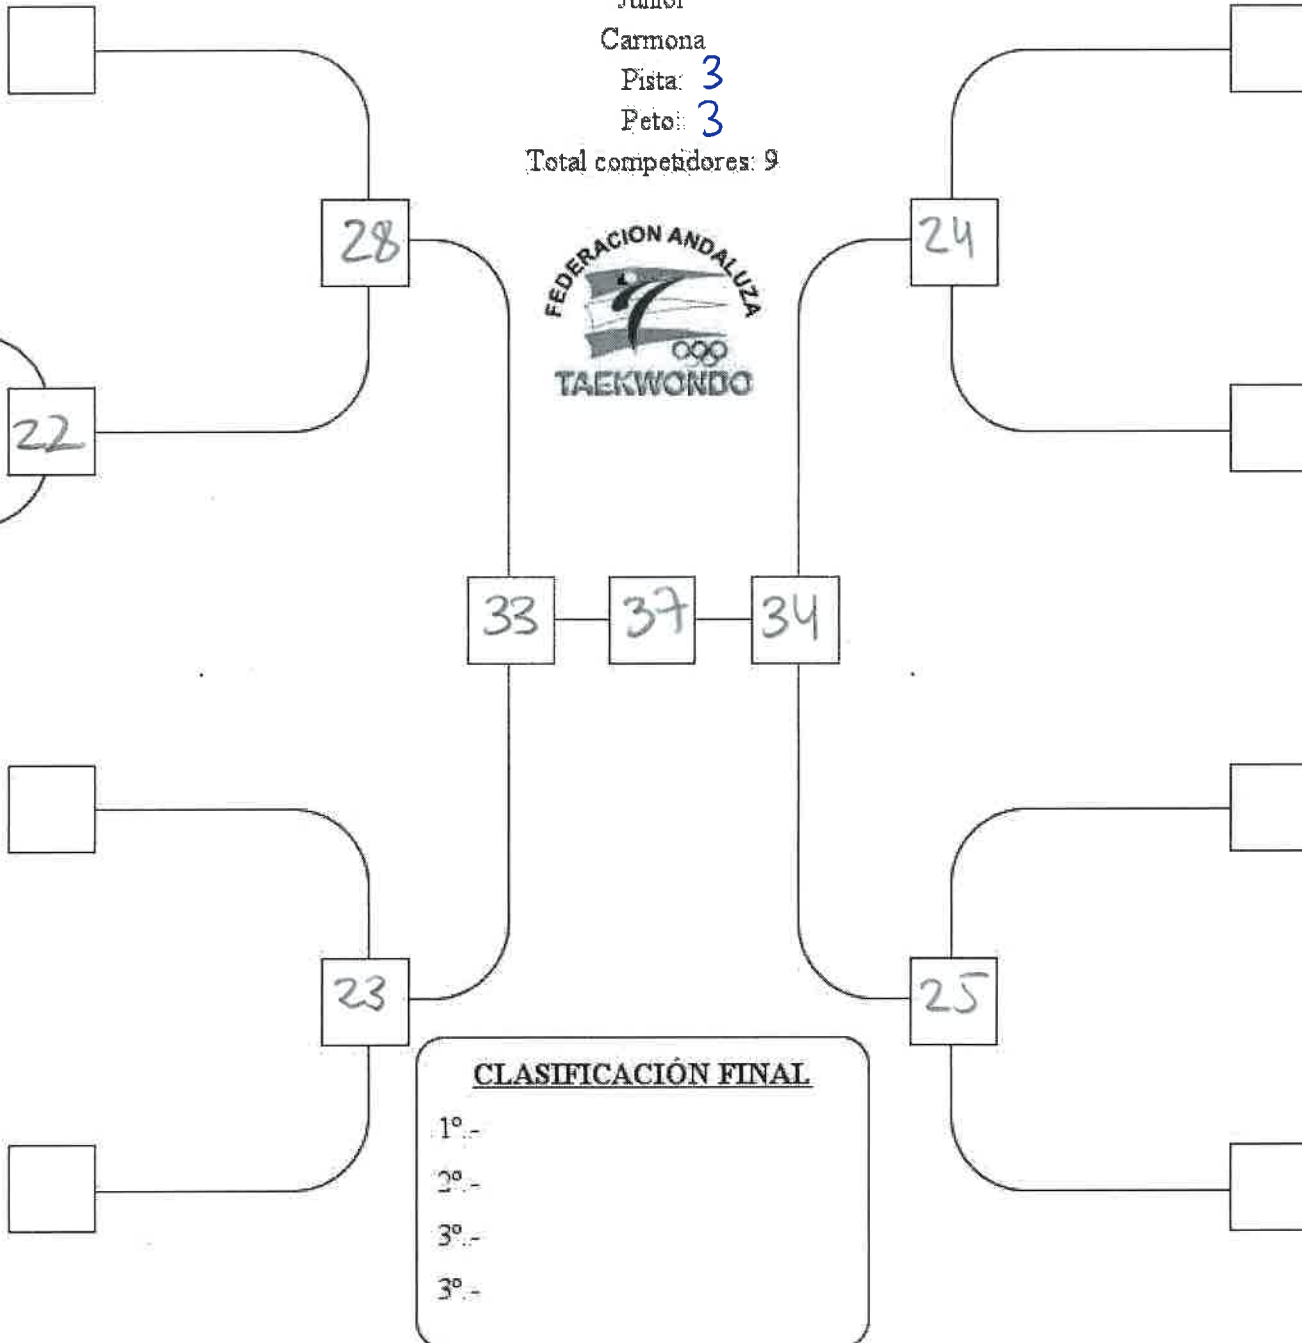 Junior
Carmona
Pista: 3
Peto: 3
Total competidores: 9
28
24
FEDERACION ANDALUZA
TAEKWONDO
22
33
37
34
23
25
CLASIFICACIÓN FINAL
1º.-
2º.-
3º.-
3º.-